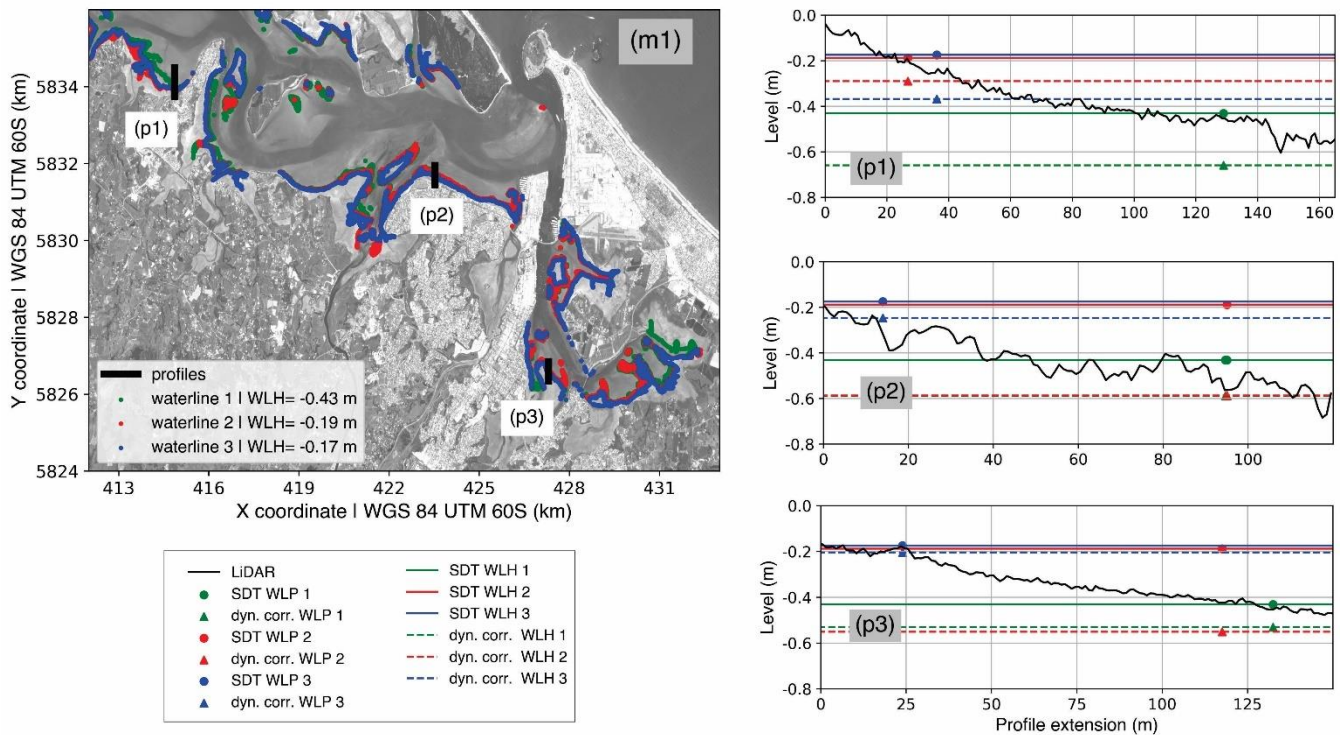 (m1)
Y coordinate | WGS 84 UTM 60S (km)
5834
5832
5830
5828
5826
5824
(p1)
(p2)
(p3)
profiles
waterline 1 | WLH= -0.43 m
waterline 2 | WLH= -0.19 m
waterline 3 | WLH= -0.17 m
413 416 419 422 425 428 431
X coordinate | WGS 84 UTM 60S (km)
LiDAR
SDT WLP 1
dyn. corr. WLP 1
SDT WLP 2
dyn. corr. WLP 2
SDT WLP 3
dyn. corr. WLP 3
SDT WLH 1
SDT WLH 2
SDT WLH 3
dyn. corr. WLH 1
dyn. corr. WLH 2
dyn. corr. WLH 3
Level (m)
0.0
-0.2
-0.4
-0.6
-0.8
(p1)
0 20 40 60 80 100 120 140 160
Level (m)
0.0
-0.2
-0.4
-0.6
-0.8
(p2)
0 20 40 60 80 100
Level (m)
0.0
-0.2
-0.4
-0.6
-0.8
(p3)
0 25 50 75 100 125
Profile extension (m)